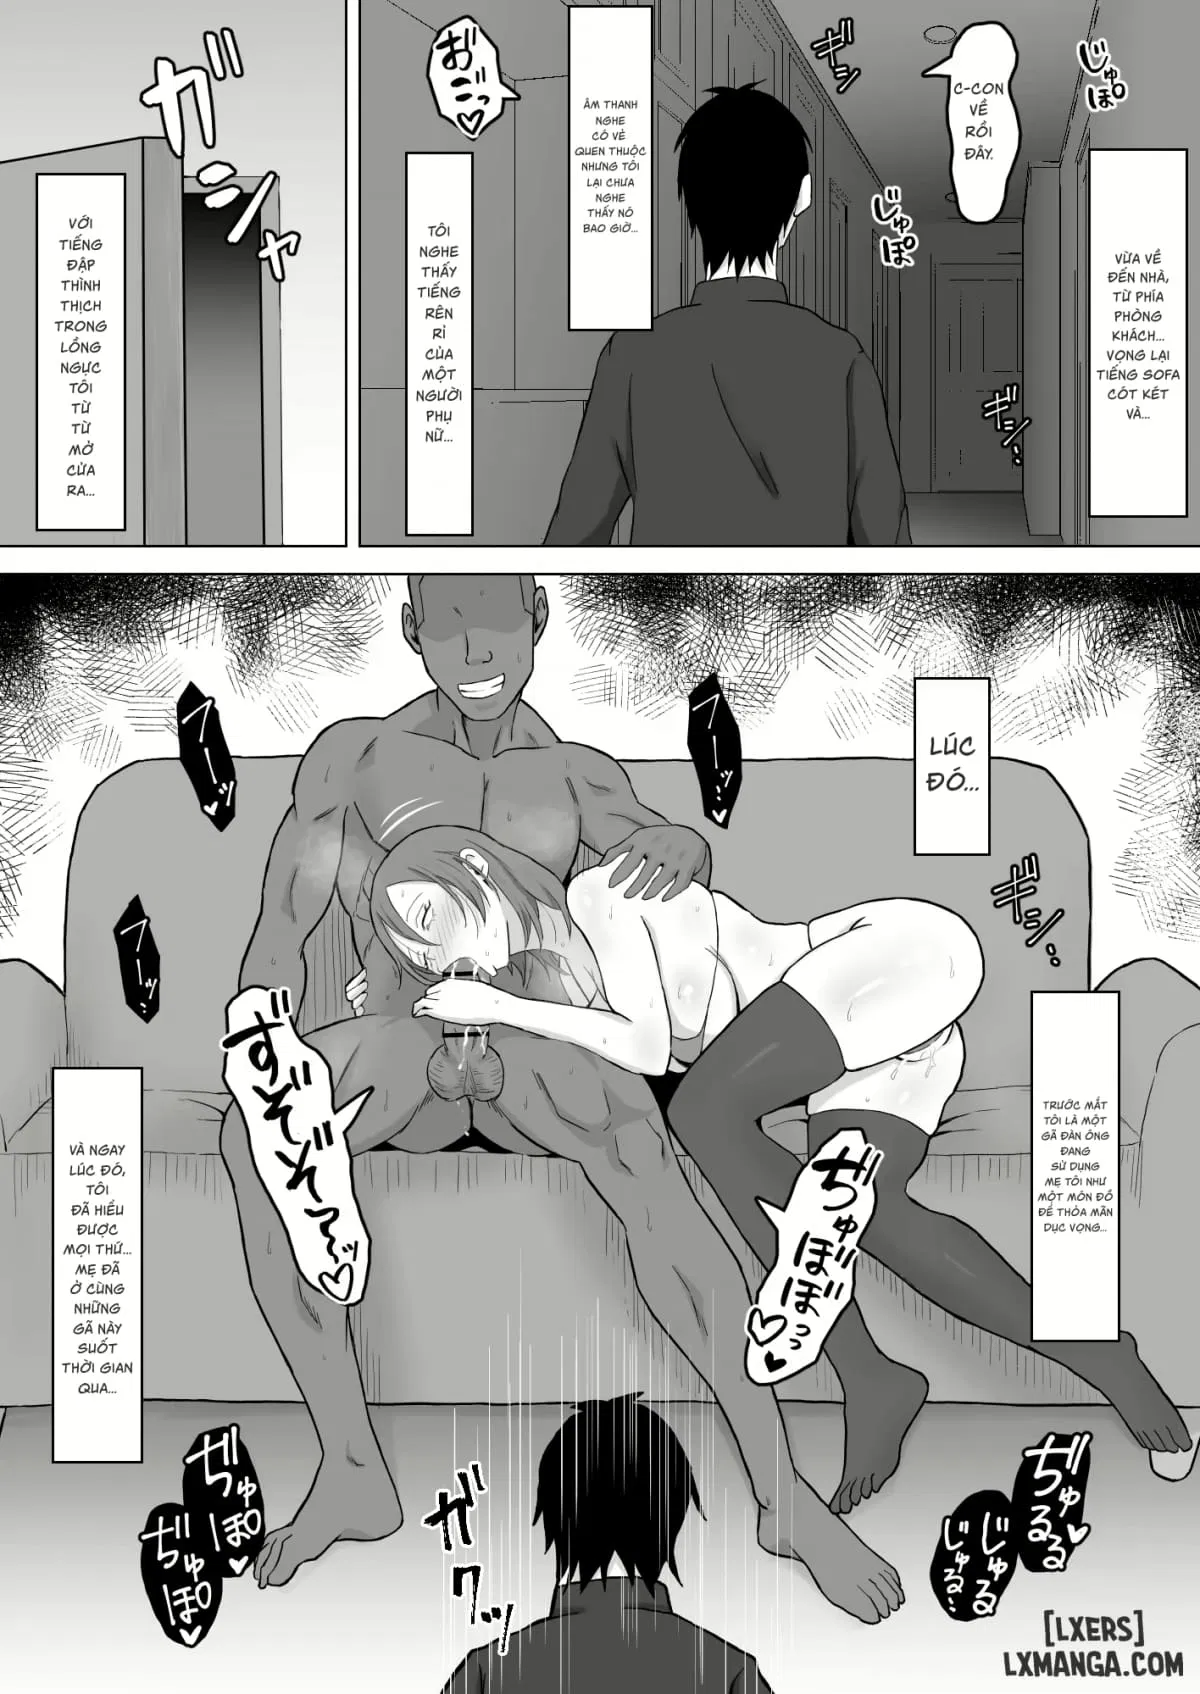 じゅぽ
C-CON
VỀ
RỒI
ĐÂY.
VỪA VỀ
ĐẾN NHÀ,
TỪ PHÍA
PHÒNG
KHÁCH...
VỌNG LẠI
TIẾNG SOFA
CÓT KÉT
VÀ...
ギシ
じゅぽ
ギシ...
ÂM THANH
NGHE
CÓ VẺ
QUEN THUỘC
NHƯNG TÔI
LẠI CHƯA
NGHE
THẤY NÓ
BAO GIỜ...
おごっ♡
TÔI
NGHE
THẤY
TIẾNG
RÊN
RỈ
CỦA
MỘT
NGƯỜI
PHỤ
NỮ...
ガシャ
VỚI
TIẾNG
ĐẬP
THÌNH
THỊCH
TRONG
LỒNG
NGỰC
TÔI
TỪ
TỪ
MỞ
CỬA
RA...
LÚC
ĐÓ...
フーッ♡
フーッ♡
フーッ
ギシ...
TRƯỚC MẮT
TÔI LÀ MỘT
GÃ ĐÀN ÔNG
ĐANG
SỬ DỤNG
MẸ TÔI NHƯ
MỘT MÓN ĐỒ
ĐỂ THỎA MÃN
DỤC VỌNG...
ぢゅぼぼっっ♡♥
ずぞぞぞ〜〜ッ♡
VÀ NGAY
LÚC ĐÓ,
TÔI
ĐÃ HIỂU
ĐƯỢC
MỌI THỨ...
MẸ ĐÃ
Ở CÙNG
NHỮNG
GÃ NÀY
SUỐT
THỜI GIAN
QUA...
ぢゅるる♡
じゅるじゅる...
ガクッ
ぢゅぽ♡
ぢゅぽ♡
[LXERS]
LXMANGA.COM